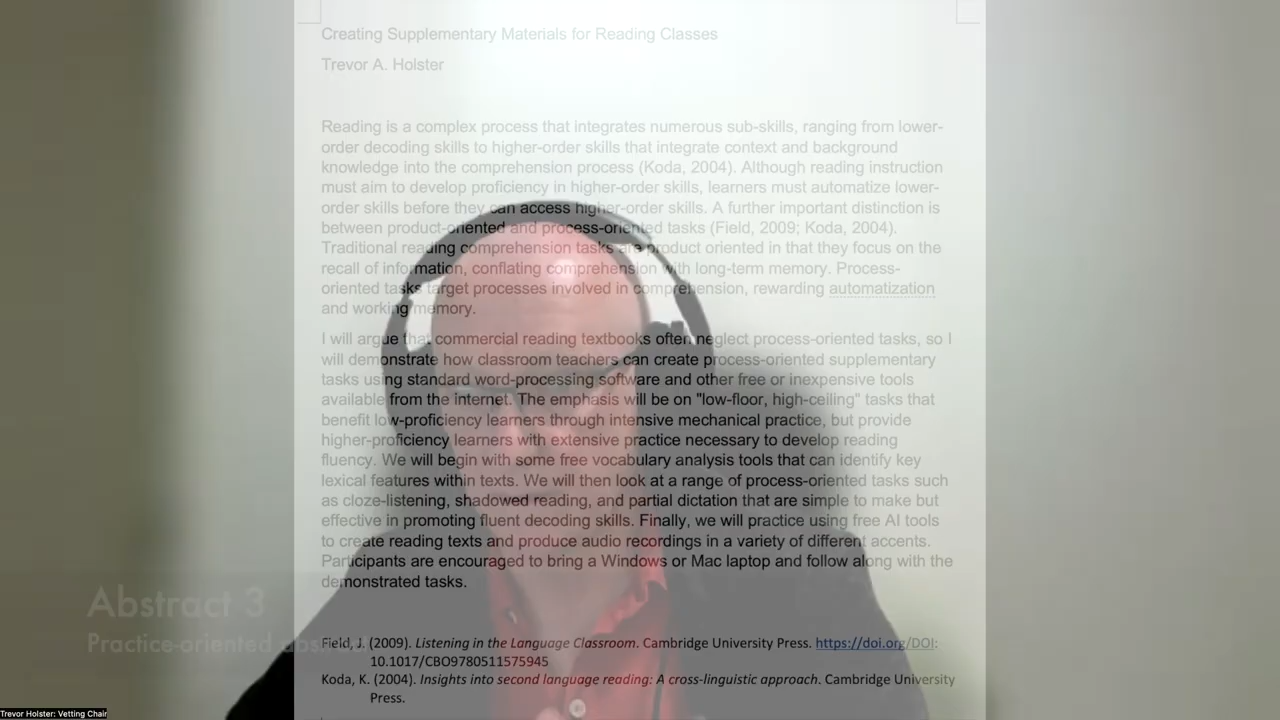 Creating Supplementary Materials for Reading Classes
Trevor A. Holster
Reading is a complex process that integrates numerous sub-skills, ranging from lower-
order decoding skills to higher-order skills that integrate context and background
knowledge into the comprehension process (Koda, 2004). Although reading instruction
must aim to develop proficiency in higher-order skills, learners must automatize lower-
order skills before they can access higher-order skills. A further important distinction is
between product-oriented and process-oriented tasks (Field, 2009; Koda, 2004).
Traditional reading comprehension tasks are product oriented in that they focus on the
recall of information, conflating comprehension with long-term memory. Process-
oriented tasks target processes involved in comprehension, rewarding automatization
and working memory.
I will argue that commercial reading textbooks often neglect process-oriented tasks, so I
will demonstrate how classroom teachers can create process-oriented supplementary
tasks using standard word-processing software and other free or inexpensive tools
available from the internet. The emphasis will be on "low-floor, high-ceiling" tasks that
benefit low-proficiency learners through intensive mechanical practice, but provide
higher-proficiency learners with extensive practice necessary to develop reading
fluency. We will begin with some free vocabulary analysis tools that can identify key
lexical features within texts. We will then look at a range of process-oriented tasks such
as cloze-listening, shadowed reading, and partial dictation that are simple to make but
effective in promoting fluent decoding skills. Finally, we will practice using free AI tools
to create reading texts and produce audio recordings in a variety of different accents.
Participants are encouraged to bring a Windows or Mac laptop and follow along with the
demonstrated tasks.
Abstract 3
Practice-oriented abstract
Field, J. (2009). Listening in the Language Classroom. Cambridge University Press. https://doi.org/DOI:
10.1017/CBO9780511575945
Koda, K. (2004). Insights into second language reading: A cross-linguistic approach. Cambridge University
Press.
Trevor Holster: Vetting Chair